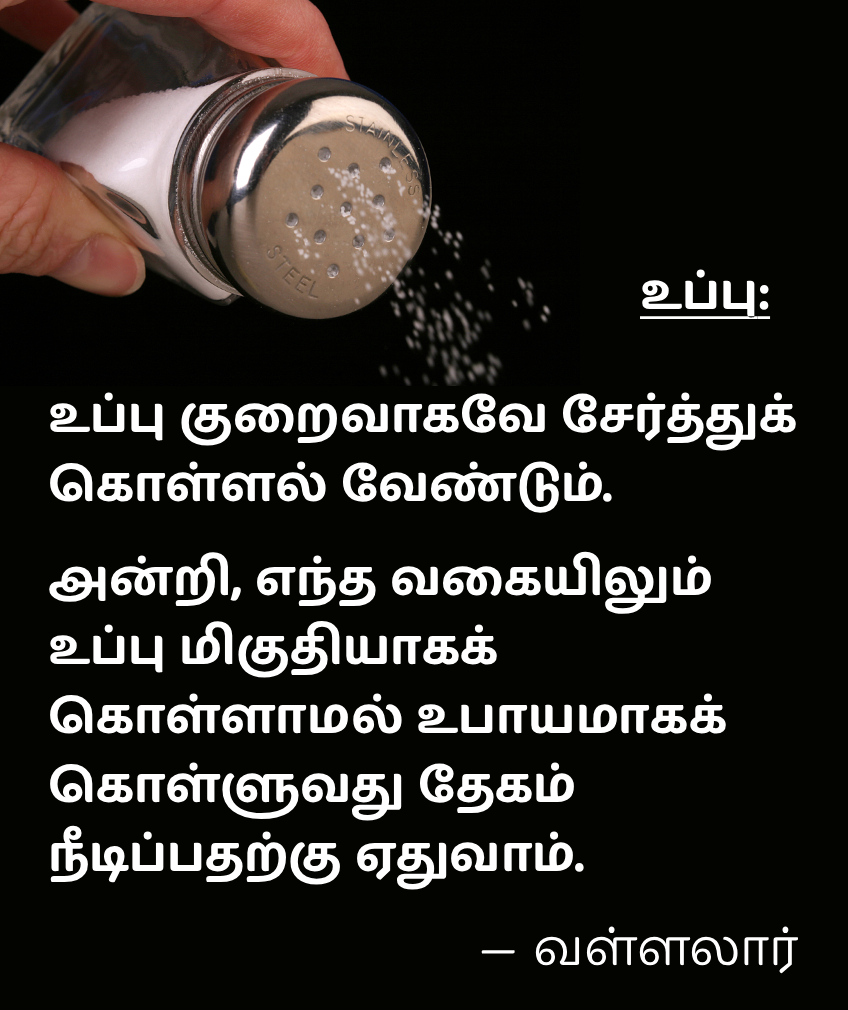 STAINLESS
STEEL
உப்பு:
உப்பு குறைவாகவே சேர்த்துக்
கொள்ளல் வேண்டும்.
அன்றி, எந்த வகையிலும்
உப்பு மிகுதியாகக்
கொள்ளாமல் உபாயமாகக்
கொள்ளுவது தேகம்
நீடிப்பதற்கு ஏதுவாம்.
– வள்ளலார்